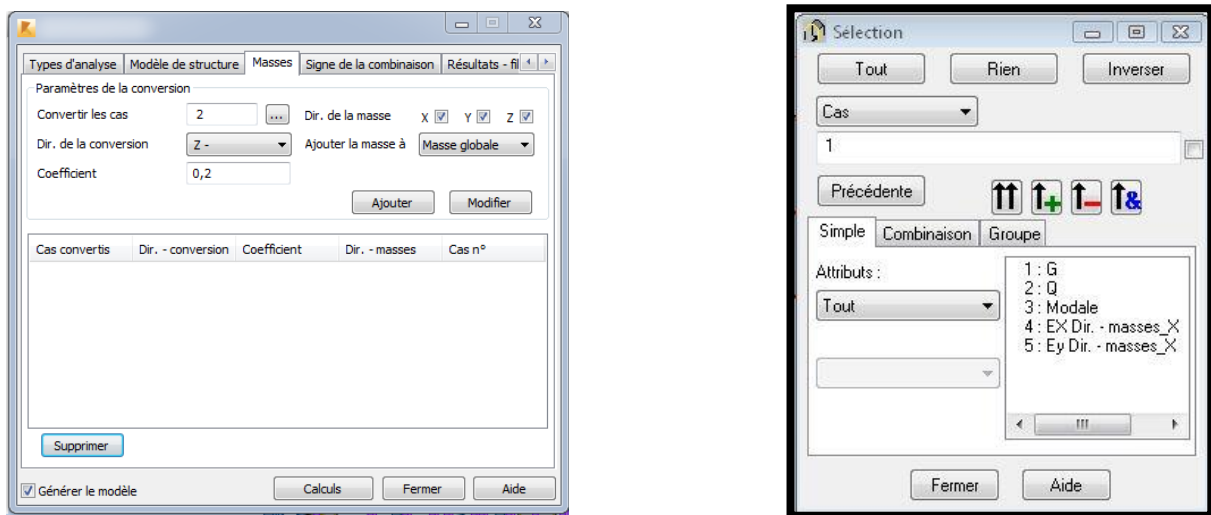 Types d'analyse Modèle de structure Masses Signe de la combinaison Résultats - fil
Paramètres de la conversion
Convertir les cas 2 ... Dir. de la masse X Y Z
Dir. de la conversion Z - Ajouter la masse à Masse globale
Coefficient 0,2
Ajouter Modifier
Cas convertis Dir. - conversion Coefficient Dir. - masses Cas n°
Supprimer
Générer le modèle Calculs Fermer Aide
Sélection
Tout Rien Inverser
Cas
1
Précédente
&
Simple Combinaison Groupe
Attributs :
Tout
1 : G
2 : Q
3 : Modale
4 : EX Dir. - masses_X
5 : Ey Dir. - masses_X
Fermer Aide